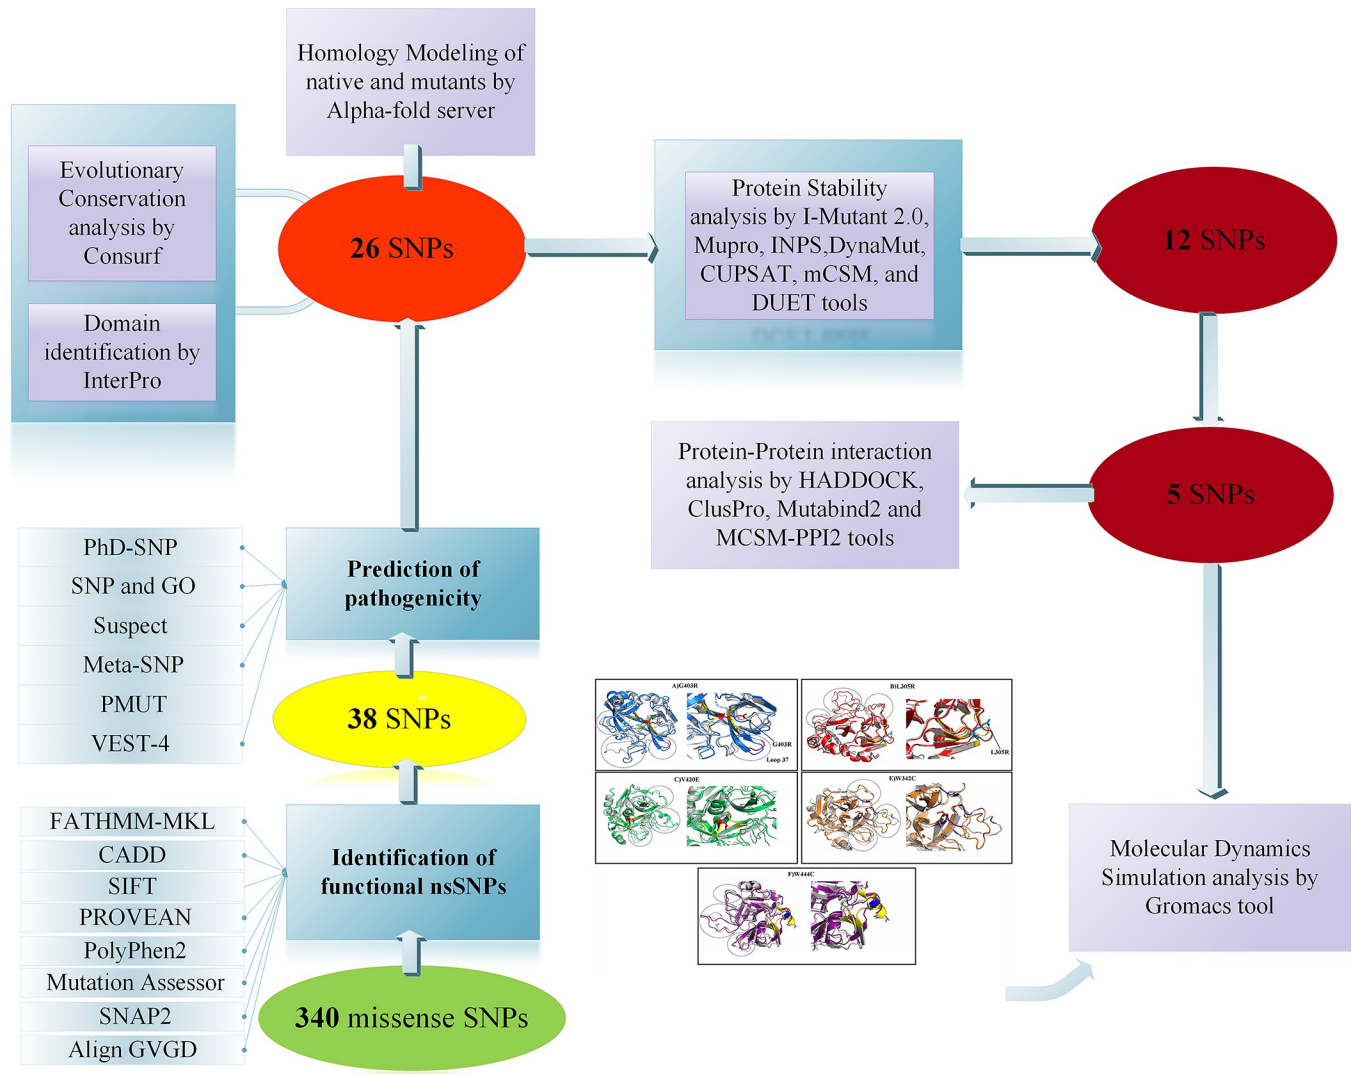 Homology Modeling of
native and mutants by
Alpha-fold server
Evolutionary
Conservation
analysis by
Consurf
Domain
identification by
InterPro
26 SNPs
Protein Stability
analysis by I-Mutant 2.0,
Mupro, INPS,DynaMut,
CUPSAT, mCSM, and
DUET tools
12 SNPs
5 SNPs
Protein-Protein interaction
analysis by HADDOCK,
ClusPro, Mutabind2 and
MCSM-PPI2 tools
PhD-SNP
SNP and GO
Suspect
Meta-SNP
PMUT
VEST-4
Prediction of
pathogenicity
38 SNPs
FATHMM-MKL
CADD
SIFT
PROVEAN
PolyPhen2
Mutation Assessor
SNAP2
Align GVGD
Identification of
functional nsSNPs
340 missense SNPs
A)G403R
G403R
Loop 37
B)L305R
L305R
C)V420E
E)W342C
F)W444C
Molecular Dynamics
Simulation analysis by
Gromacs tool